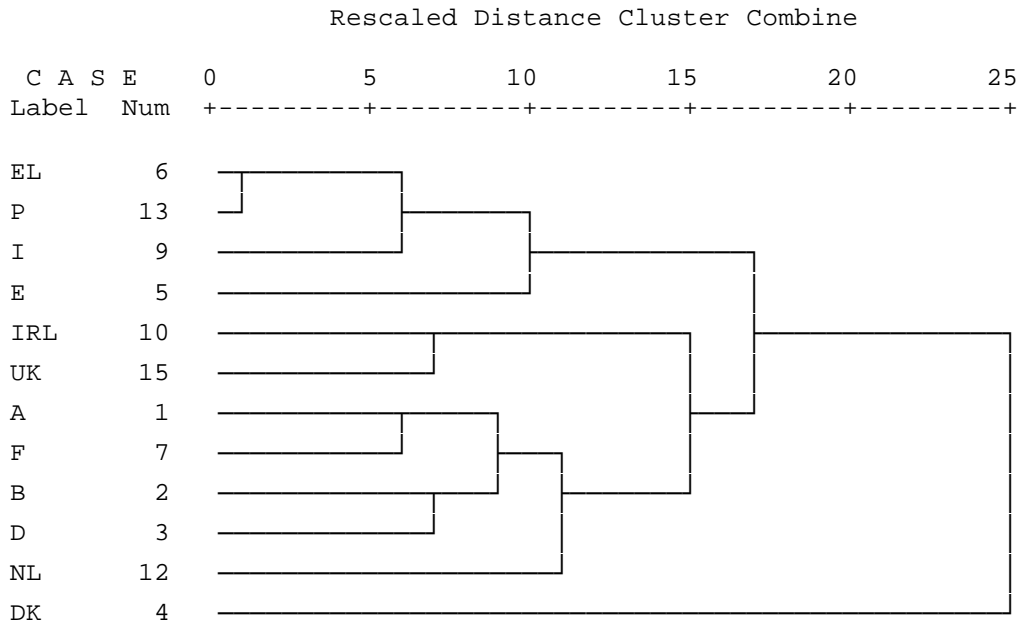 Rescaled Distance Cluster Combine
C A S E 0 5 10 15 20 25
Label Num +---------+---------+---------+---------+---------+
EL 6
P 13
I 9
E 5
IRL 10
UK 15
A 1
F 7
B 2
D 3
NL 12
DK 4